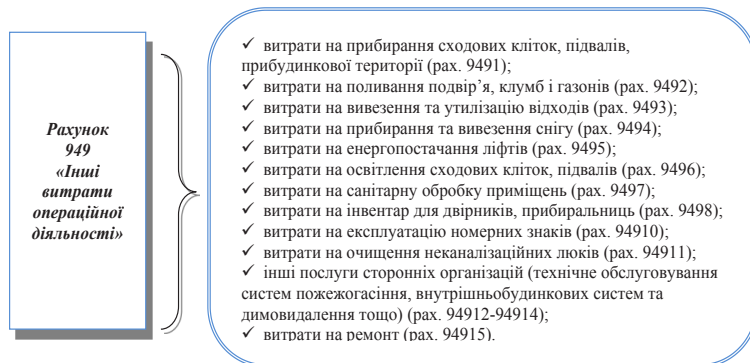 Рахунок
949
«Інші
витрати
операційної
діяльності»
✓ витрати на прибирання сходових кліток, підвалів,
прибудинкової території (рах. 9491);
✓ витрати на поливання подвір’я, клумб і газонів (рах. 9492);
✓ витрати на вивезення та утилізацію відходів (рах. 9493);
✓ витрати на прибирання та вивезення снігу (рах. 9494);
✓ витрати на енергопостачання ліфтів (рах. 9495);
✓ витрати на освітлення сходових кліток, підвалів (рах. 9496);
✓ витрати на санітарну обробку приміщень (рах. 9497);
✓ витрати на інвентар для двірників, прибиральниць (рах. 9498);
✓ витрати на експлуатацію номерних знаків (рах. 94910);
✓ витрати на очищення неканалізаційних люків (рах. 94911);
✓ інші послуги сторонніх організацій (технічне обслуговування
систем пожежогасіння, внутрішньобудинкових систем та
димовидалення тощо) (рах. 94912-94914);
✓ витрати на ремонт (рах. 94915).